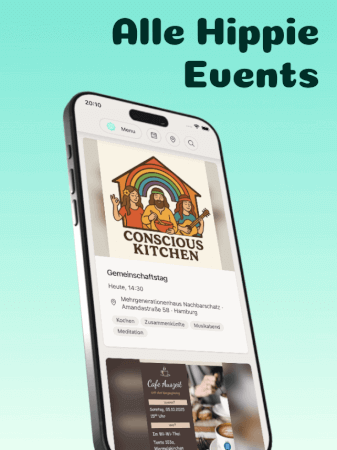 Alle Hippie
Events
20:10
Menu
CONSCIOUS
KITCHEN
Gemeinschaftstag
Heute, 14:30
Mehrgenerationenhaus Nachbarschatz ·
Amandastraße 58 · Hamburg
Kochen Zusammenkünfte Musikabend
Meditation
Cafe Auszeit